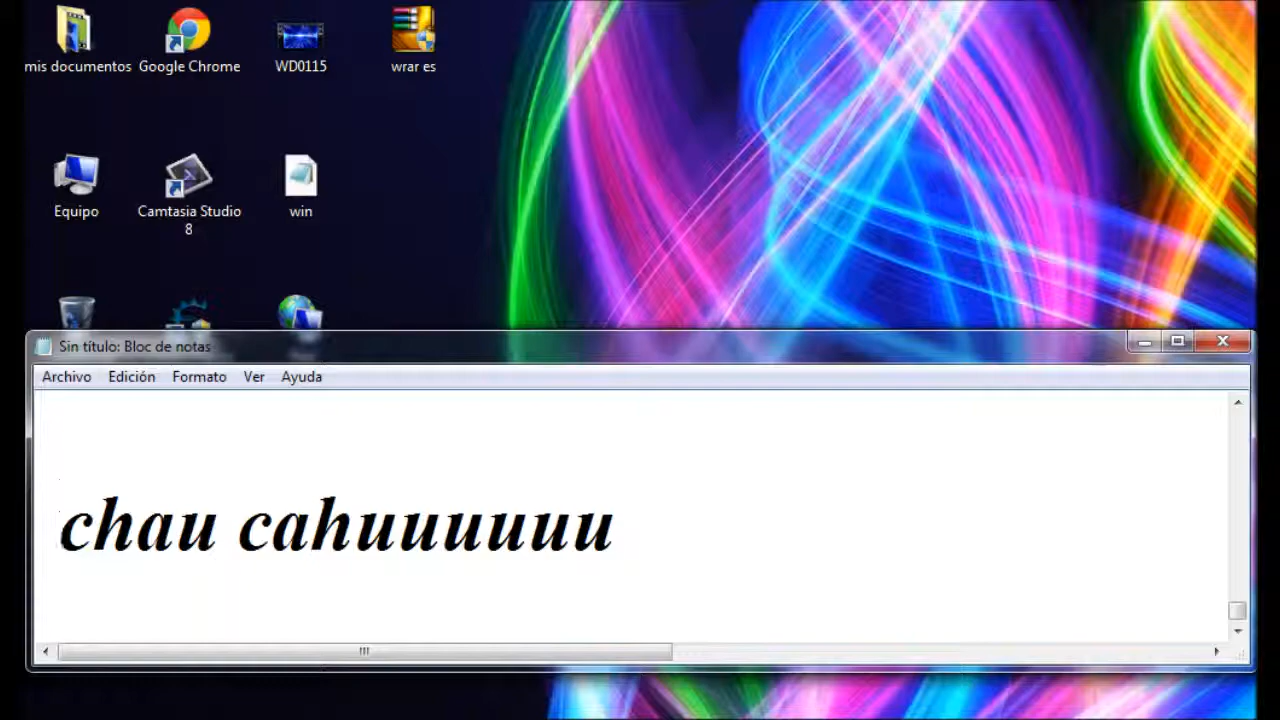 mis documentos
Google Chrome
WD0115
wrar es
Equipo
Camtasia Studio
8
win
Sin título: Bloc de notas
Archivo Edición Formato Ver Ayuda
chau cahuuuuuu